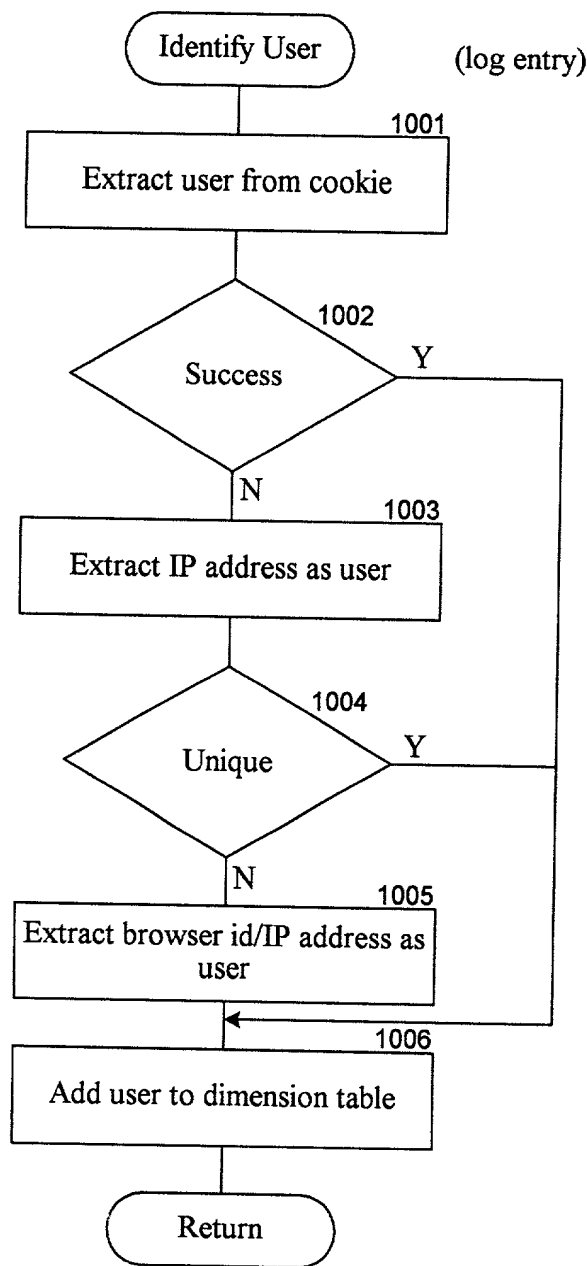 Identify User
(log entry)
1001
Extract user from cookie
1002
Success
Y
N
1003
Extract IP address as user
1004
Unique
Y
N
1005
Extract browser id/IP address as
user
1006
Add user to dimension table
Return